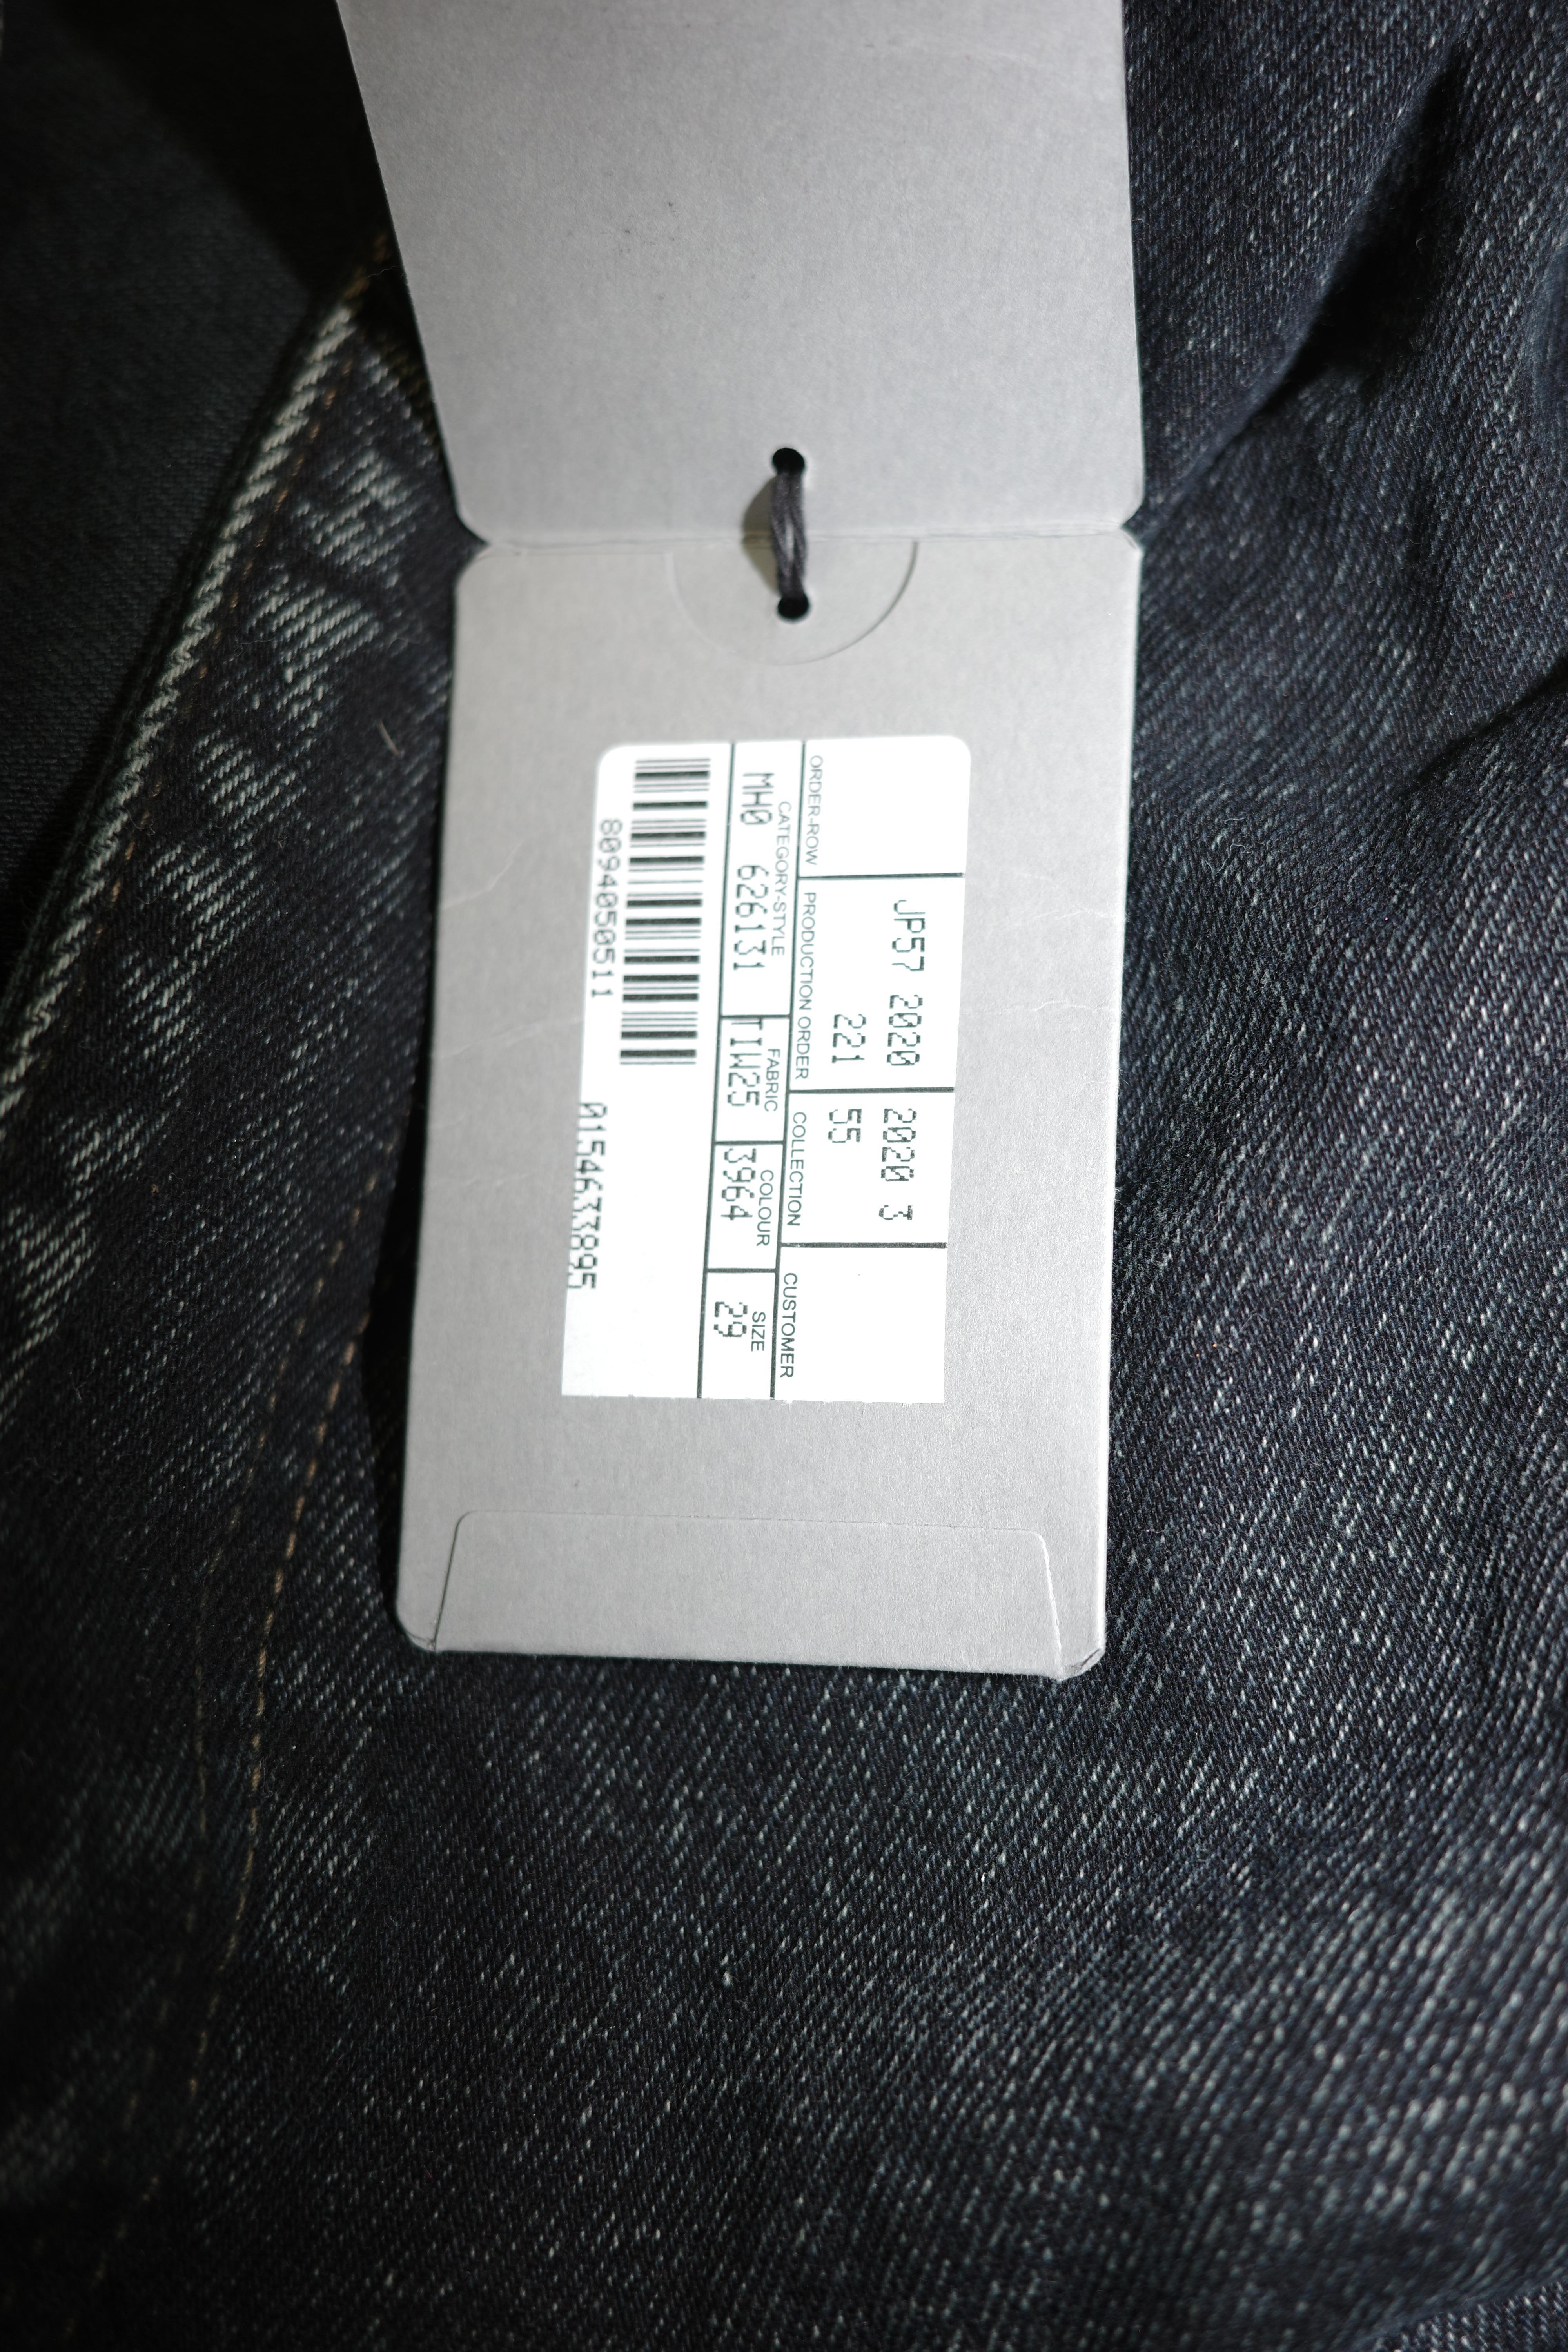 JP57 2020 2020 3
221 55
ORDER-ROW PRODUCTION ORDER COLLECTION CUSTOMER
CATEGORY-STYLE FABRIC COLOUR SIZE
MH0 626131 TIW25 3964 29
8094050511
0154633895